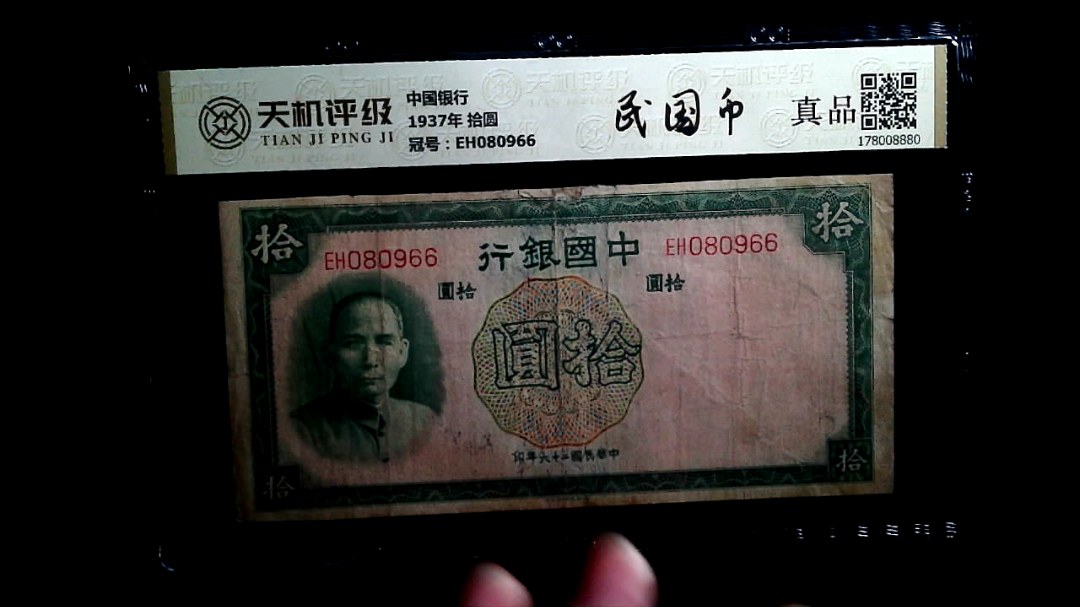 天机评级
TIAN JI PING JI
中国银行
1937年 拾圆
冠号：EH080966
民国币
真品
178008880
拾
拾
EH080966
行銀國中
EH080966
圓拾
圓拾
圓拾
印年六十二國民華中
拾
拾